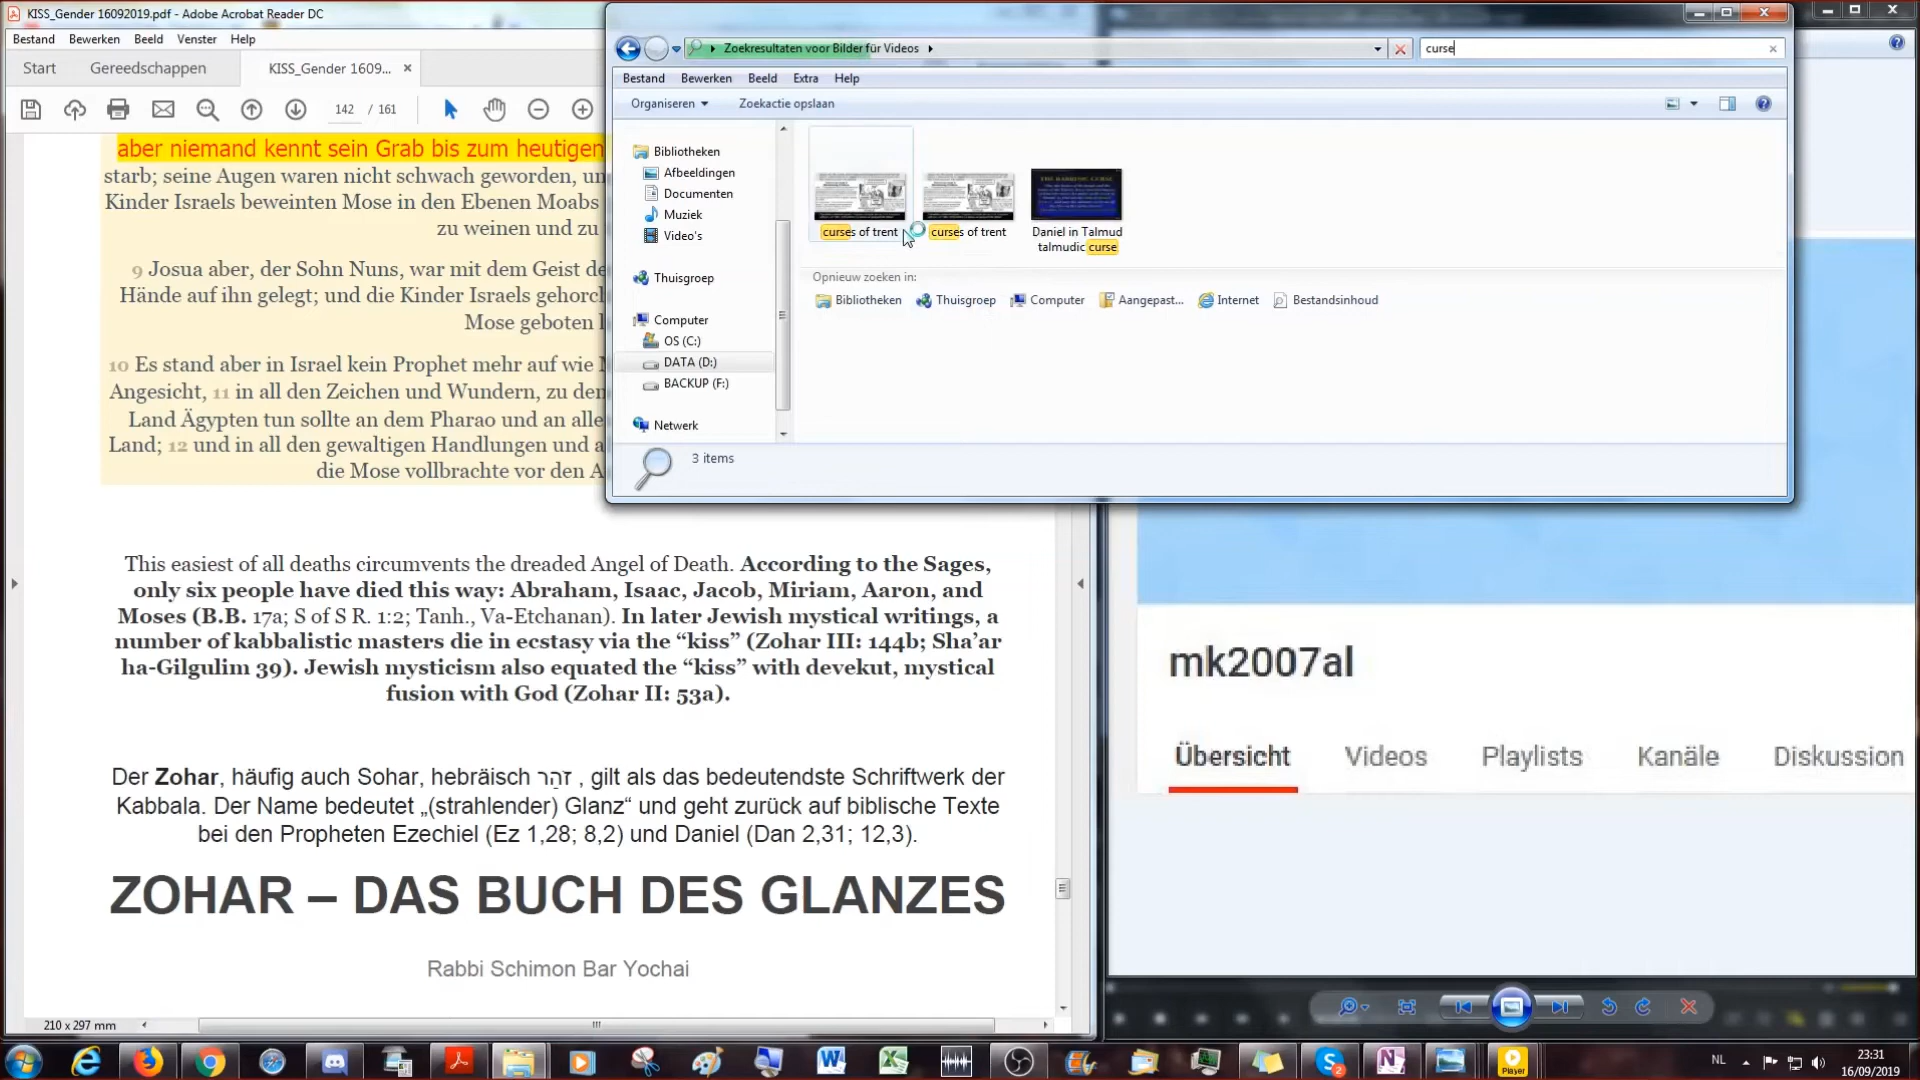 KISS_Gender 16092019.pdf - Adobe Acrobat Reader DC
Bestand Bewerken Beeld Venster Help
Start Gereedschappen KISS_Gender 1609... ×
142 / 161
aber niemand kennt sein Grab bis zum heutigen
starb; seine Augen waren nicht schwach geworden,
Kinder Israels beweinten Mose in den Ebenen Moabs
zu weinen und zu
9 Josua aber, der Sohn Nuns, war mit dem Geist
Hände auf ihn gelegt; und die Kinder Israels
Mose geboten
10 Es stand aber in Israel kein Prophet mehr auf wie
Angesicht, 11 in all den Zeichen und Wundern, zu
Land Ägypten tun sollte an dem Pharao und an
Land; 12 und in all den gewaltigen Handlungen und
die Mose vollbrachte vor den
This easiest of all deaths circumvents the dreaded Angel of Death. According to the Sages,
only six people have died this way: Abraham, Isaac, Jacob, Miriam, Aaron, and
Moses (B.B. 17a; S of S R. 1:2; Tanh., Va-Etchanan). In later Jewish mystical writings, a
number of kabbalistic masters die in ecstasy via the “kiss” (Zohar III: 144b; Sha’ar
ha-Gilgulim 39). Jewish mysticism also equated the “kiss” with devekut, mystical
fusion with God (Zohar II: 53a).
Der Zohar, häufig auch Sohar, hebräisch זֹהַר , gilt als das bedeutendste Schriftwerk der
Kabbala. Der Name bedeutet „(strahlender) Glanz“ und geht zurück auf biblische Texte
bei den Propheten Ezechiel (Ez 1,28; 8,2) und Daniel (Dan 2,31; 12,3).
ZOHAR – DAS BUCH DES GLANZES
Rabbi Schimon Bar Yochai
210 x 297 mm
Zoekresultaten voor Bilder für Videos
curse
Bestand Bewerken Beeld Extra Help
Organiseren Zoekactie opslaan
Bibliotheken
Afbeeldingen
Documenten
Muziek
Video's
Thuisgroep
Computer
OS (C:)
DATA (D:)
BACKUP (F:)
Netwerk
curses of trent
curses of trent
Daniel in Talmud
talmudic curse
Opnieuw zoeken in:
Bibliotheken Thuisgroep Computer Aangepast... Internet Bestandsinhoud
3 items
mk2007al
Übersicht Videos Playlists Kanäle Diskussion
NL
23:31
16/09/2019
Player